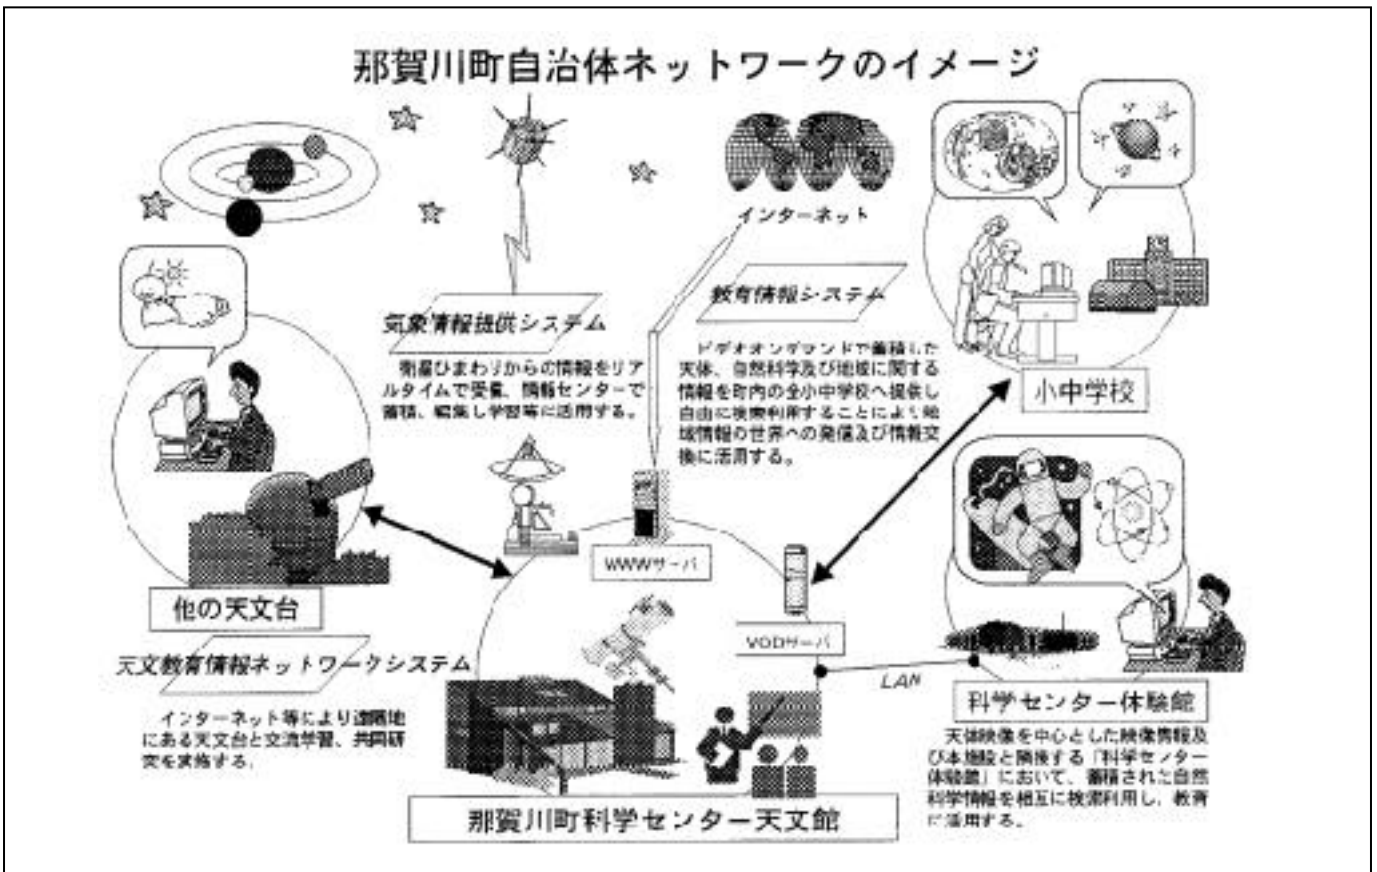 那賀川町自治体ネットワークのイメージ
インターネット
気象情報提供システム
衛星ひまわりからの情報をリア
ルタイムで受信、情報センターで
蓄積、編集し学習等に活用する。
教育情報システム
ビデオオンデマンドで蓄積した
天体、自然科学及び地域に関する
情報を町内の全小中学校へ提供し
自由に検索利用することにより地
域情報の世界への発信及び情報交
換に活用する。
小中学校
WWWサーバ
VODサーバ
LAN
他の天文台
天文教育情報ネットワークシステム
インターネット等により遠隔地
にある天文台と交流学習、共同研
究を実施する。
科学センター体験館
天体映像を中心とした映像情報及
び本施設と隣接する「科学センター
体験館」において、蓄積された自然
科学情報を相互に検索利用し、教育
に活用する。
那賀川町科学センター天文館